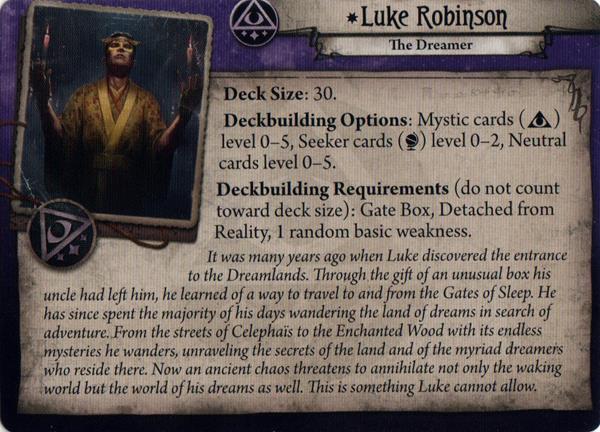 Luke Robinson
The Dreamer
Deck Size: 30.
Deckbuilding Options: Mystic cards ( )
level 0–5, Seeker cards ( ) level 0–2, Neutral
cards level 0–5.
Deckbuilding Requirements (do not count
toward deck size): Gate Box, Detached from
Reality, 1 random basic weakness.
It was many years ago when Luke discovered the entrance
to the Dreamlands. Through the gift of an unusual box his
uncle had left him, he learned of a way to travel to and from the Gates of Sleep. He
has since spent the majority of his days wandering the land of dreams in search of
adventure. From the streets of Celephaïs to the Enchanted Wood with its endless
mysteries he wanders, unraveling the secrets of the land and of the myriad dreamers
who reside there. Now an ancient chaos threatens to annihilate not only the waking
world but the world of his dreams as well. This is something Luke cannot allow.